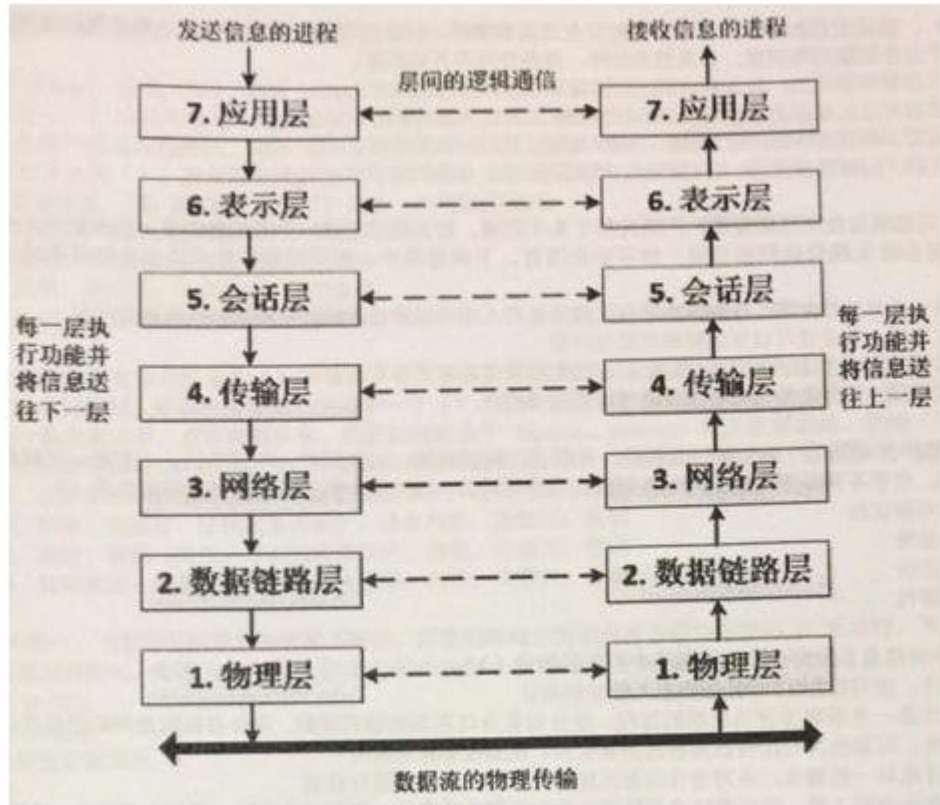 发送信息的进程
接收信息的进程
层间的逻辑通信
7. 应用层
7. 应用层
6. 表示层
6. 表示层
5. 会话层
5. 会话层
每一层执
行功能并
将信息送
往下一层
每一层执
行功能并
将信息送
往上一层
4. 传输层
4. 传输层
3. 网络层
3. 网络层
2. 数据链路层
2. 数据链路层
1. 物理层
1. 物理层
数据流的物理传输